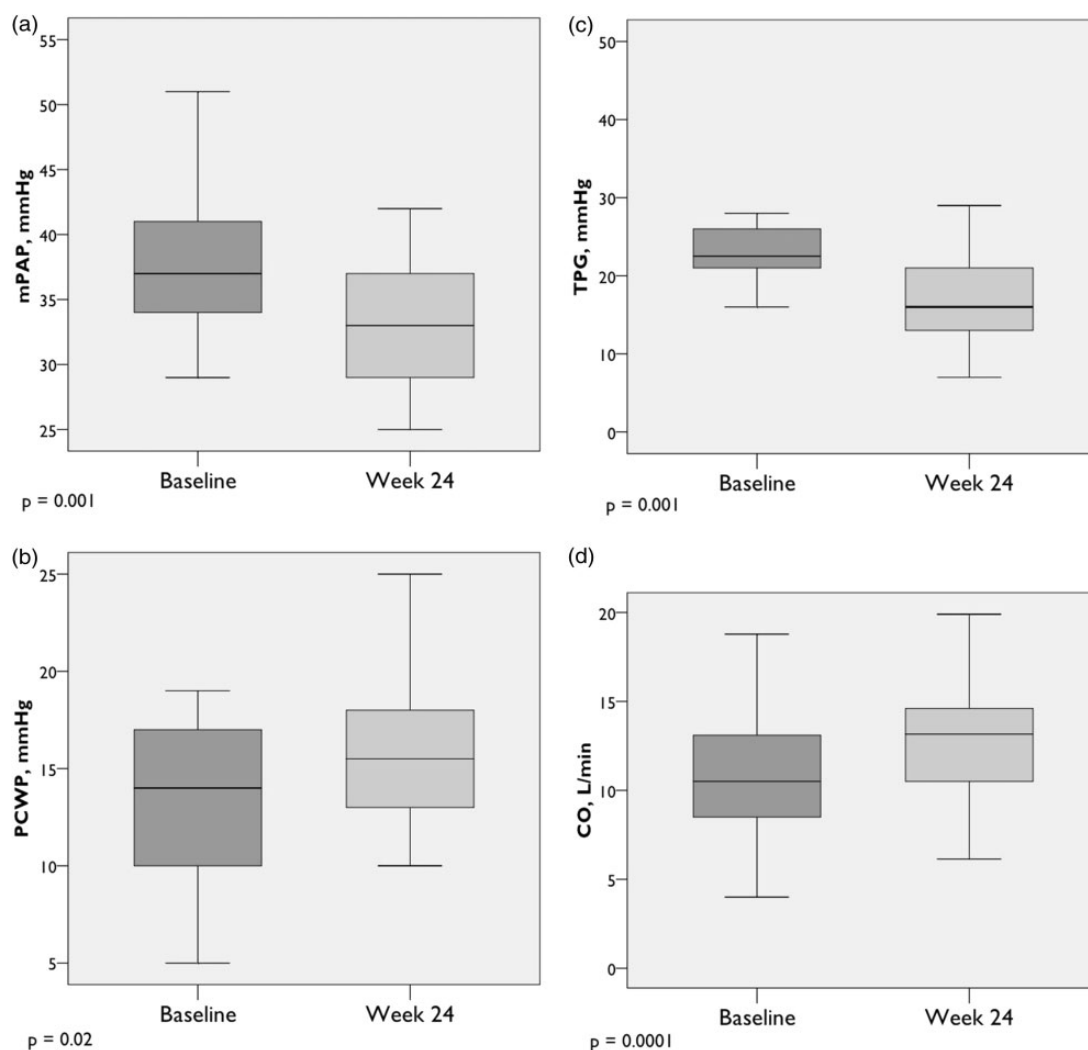 (a)
mPAP, mmHg
55
50
45
40
35
30
25
Baseline Week 24
p = 0.001
(c)
TPG, mmHg
50
40
30
20
10
0
Baseline Week 24
p = 0.001
(b)
PCWP, mmHg
25
20
15
10
5
Baseline Week 24
p = 0.02
(d)
CO, L/min
20
15
10
5
0
Baseline Week 24
p = 0.0001